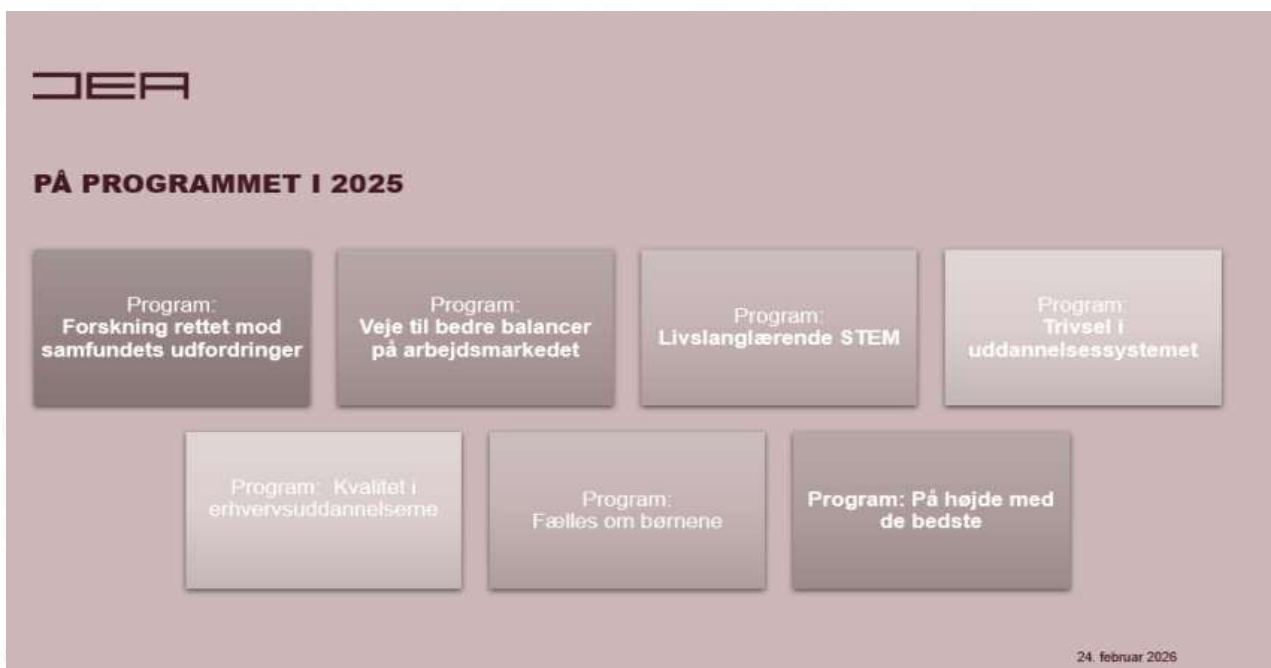 DEA
PÅ PROGRAMMET I 2025
Program:
Forskning rettet mod
samfundets udfordringer
Program:
Veje til bedre balancer
på arbejdsmarkedet
Program:
Livslanglærende STEM
Program:
Trivsel i
uddannelsessystemet
Program: Kvalitet i
erhvervsuddannelserne
Program:
Fælles om børnene
Program: På højde med
de bedste
24. februar 2026